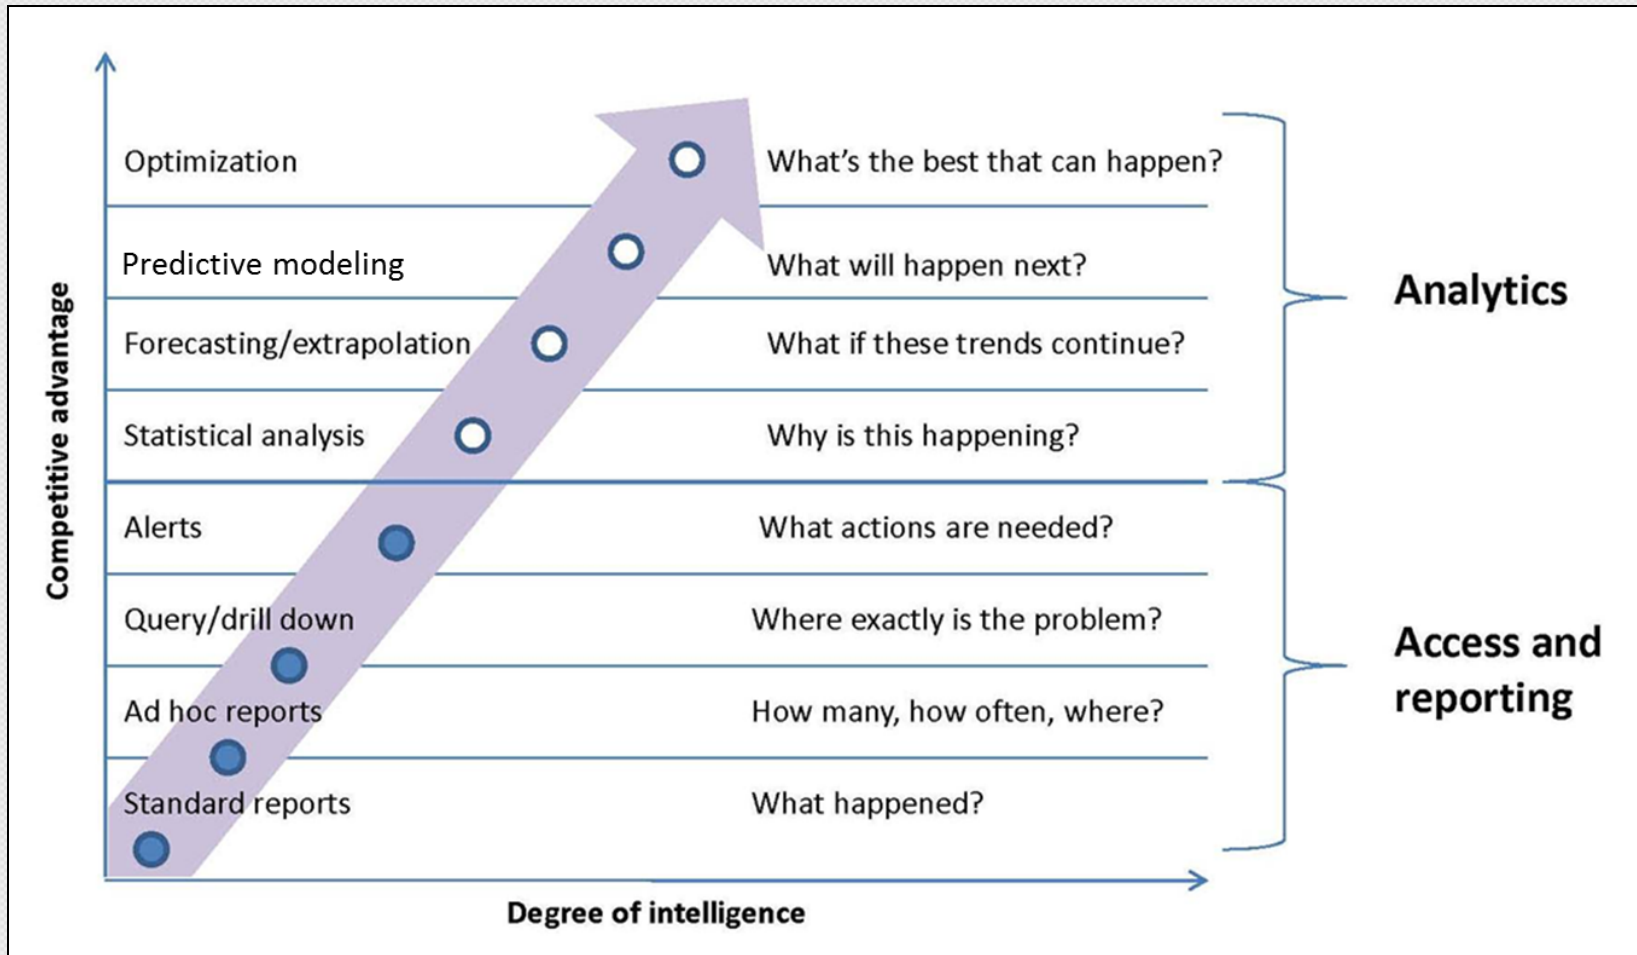 Competitive advantage
Optimization What’s the best that can happen?
Predictive modeling What will happen next?
Forecasting/extrapolation What if these trends continue?
Statistical analysis Why is this happening?
Analytics
Alerts What actions are needed?
Query/drill down Where exactly is the problem?
Ad hoc reports How many, how often, where?
Standard reports What happened?
Access and
reporting
Degree of intelligence